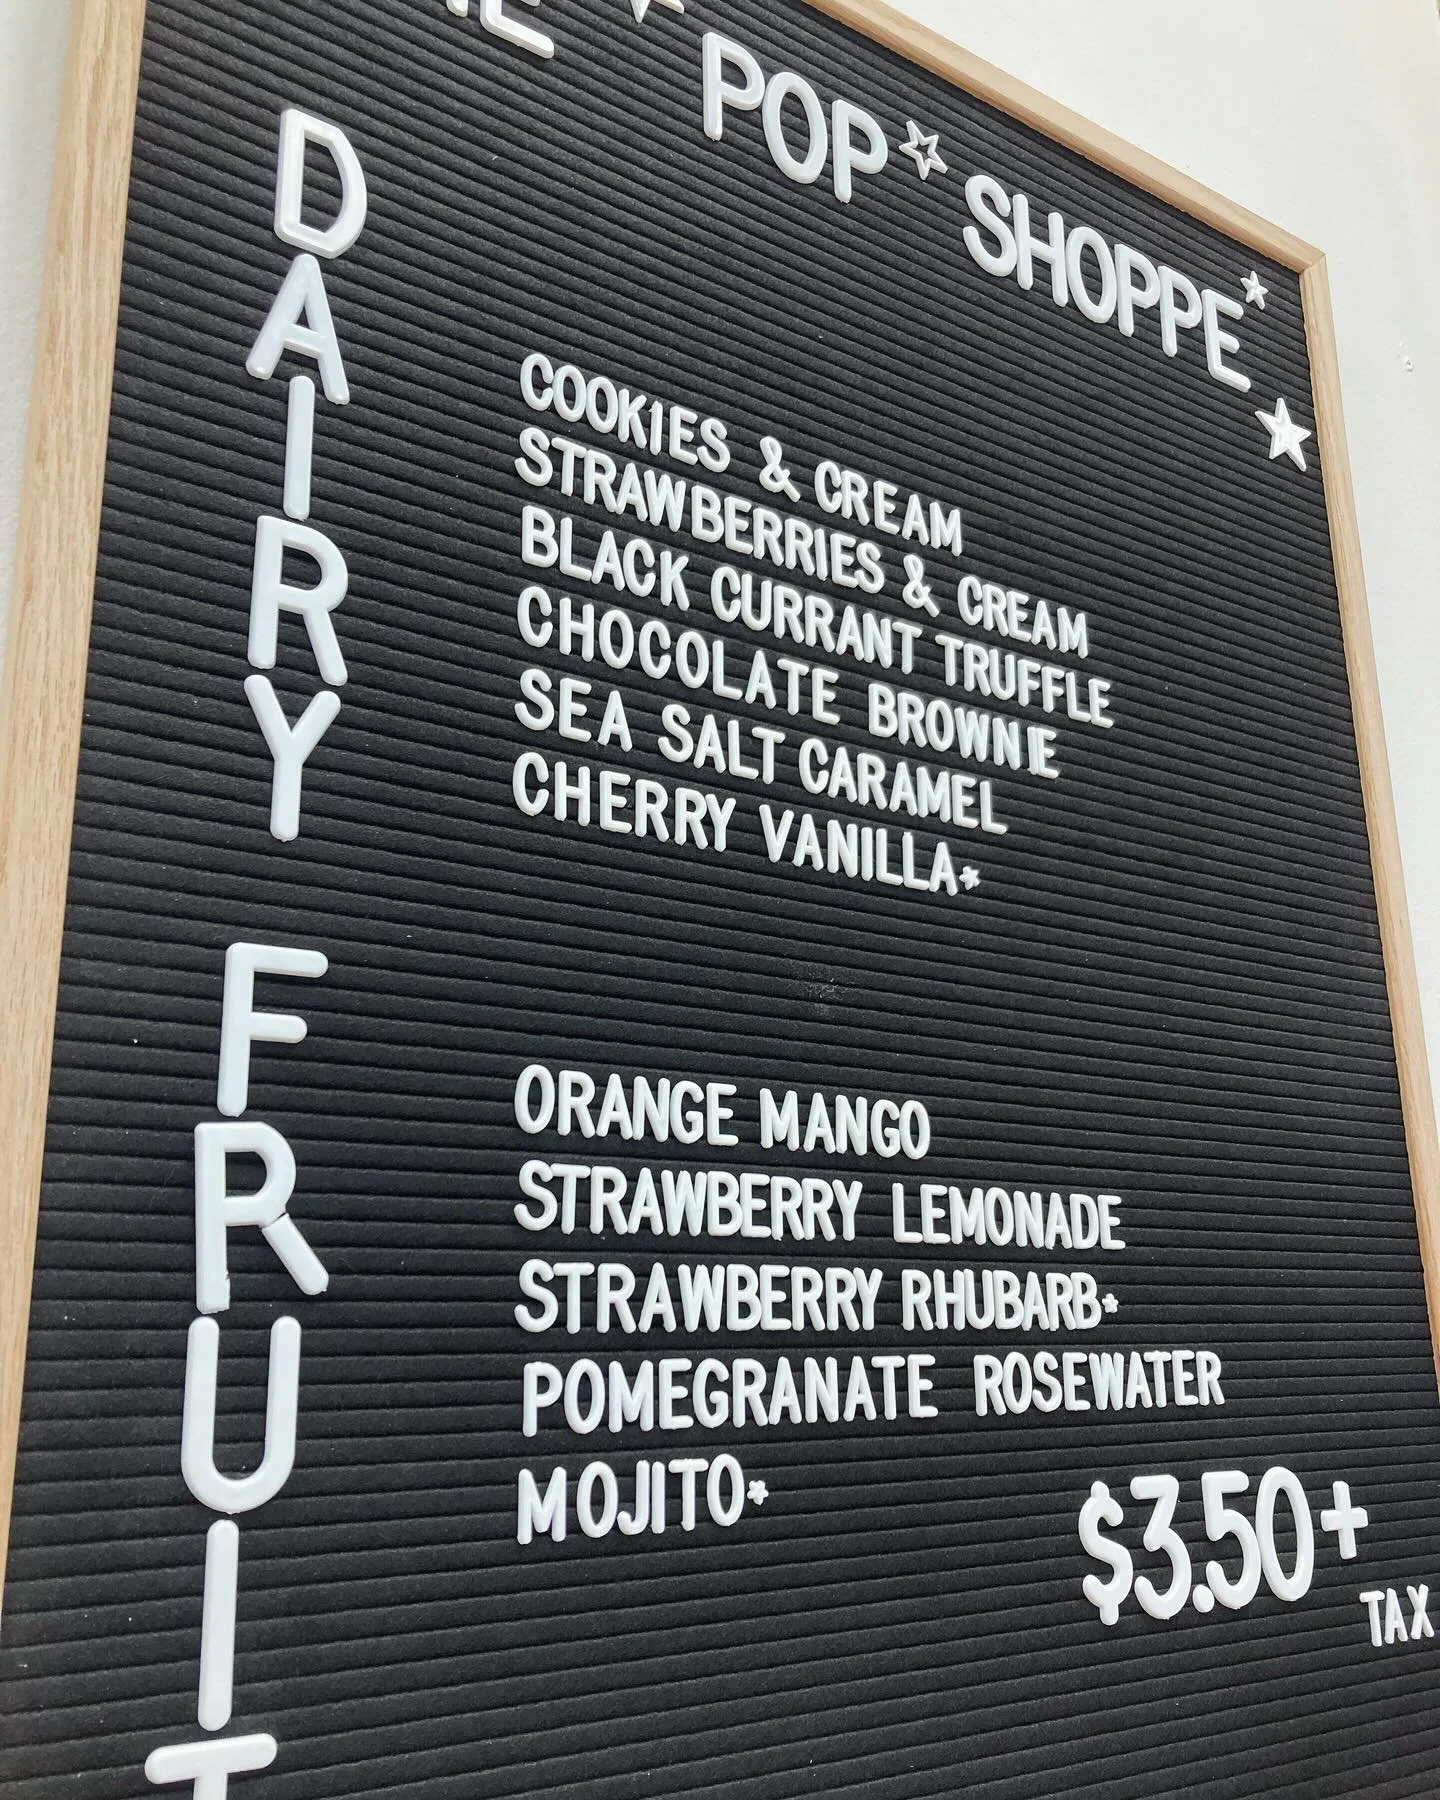 POP SHOPPE
DAIRY
COOKIES & CREAM
STRAWBERRIES & CREAM
BLACK CURRANT TRUFFLE
CHOCOLATE BROWNIE
SEA SALT CARAMEL
CHERRY VANILLA*
FRUIT
ORANGE MANGO
STRAWBERRY LEMONADE
STRAWBERRY RHUBARB*
POMEGRANATE ROSEWATER
MOJITO*
$3.50+
TAX